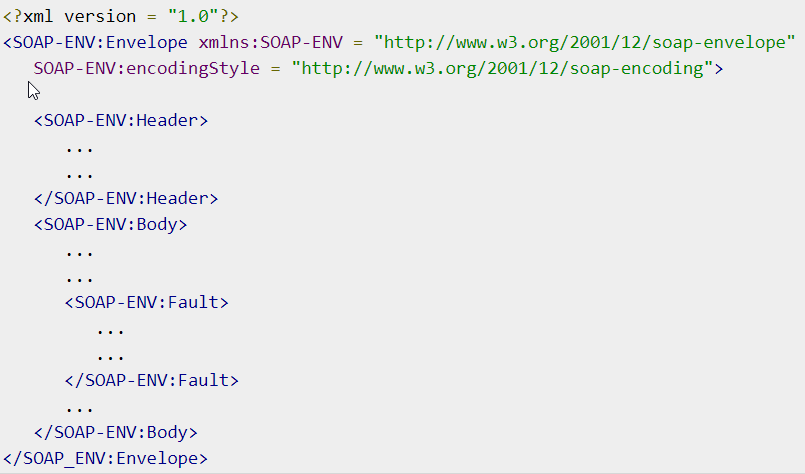 <?xml version = "1.0"?>
<SOAP-ENV:Envelope xmlns:SOAP-ENV = "http://www.w3.org/2001/12/soap-envelope"
   SOAP-ENV:encodingStyle = "http://www.w3.org/2001/12/soap-encoding">

   <SOAP-ENV:Header>
      ...
      ...
   </SOAP-ENV:Header>
   <SOAP-ENV:Body>
      ...
      ...
      <SOAP-ENV:Fault>
         ...
         ...
      </SOAP-ENV:Fault>
      ...
   </SOAP-ENV:Body>
</SOAP_ENV:Envelope>